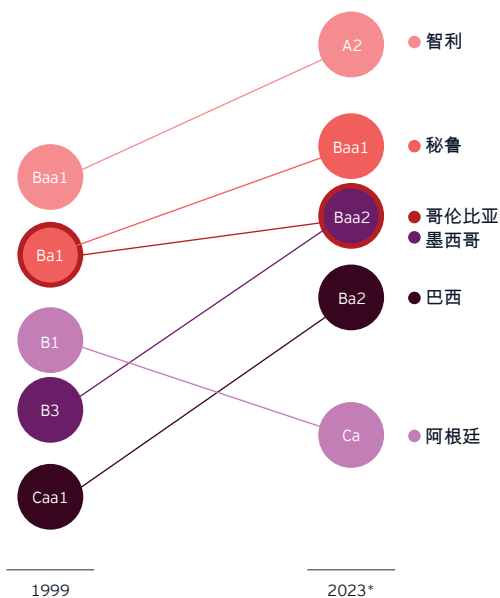 A2
智利
Baa1
秘鲁
Baa1
Ba1
Baa2
哥伦比亚
墨西哥
Ba2
巴西
B1
B3
Ca
阿根廷
Caa1
1999
2023*